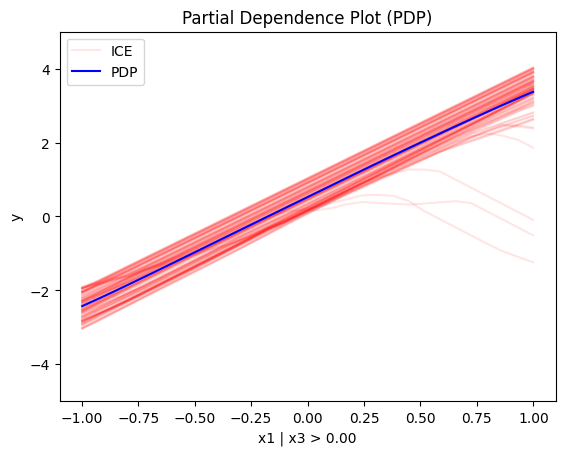 Partial Dependence Plot (PDP)
ICE
PDP
y
4
2
0
−2
−4
−1.00 −0.75 −0.50 −0.25 0.00 0.25 0.50 0.75 1.00
x1 | x3 > 0.00